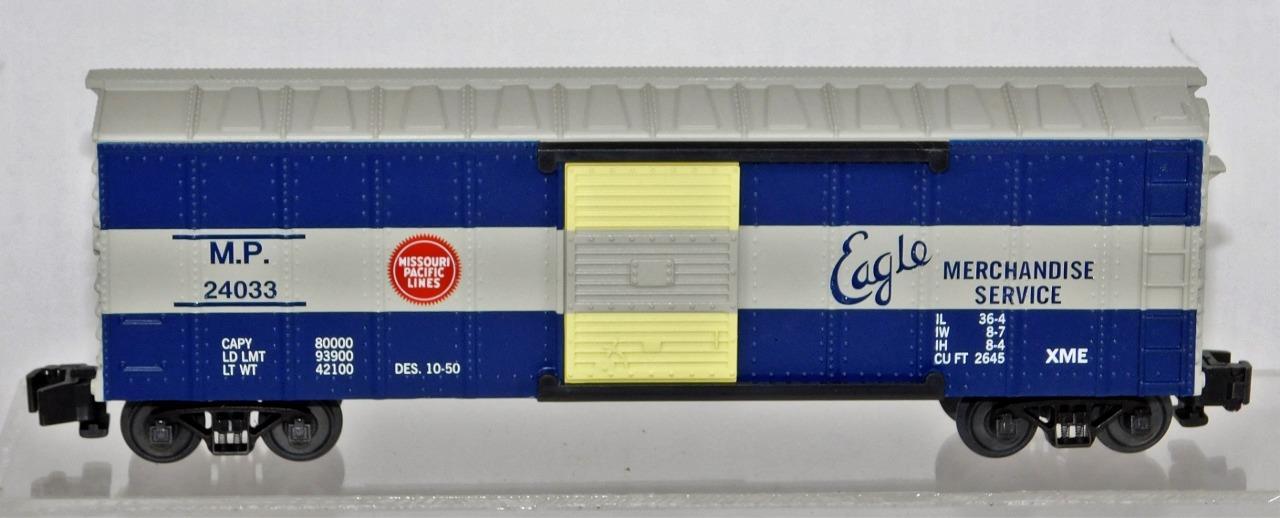 M.P.
24033
MISSOURI
PACIFIC
LINES
CAPY 80000
LD LMT 93900
LT WT 42100
DES. 10-50
Eagle
MERCHANDISE
SERVICE
IL 36-4
IW 8-7
IH 8-4
CU FT 2645
XME